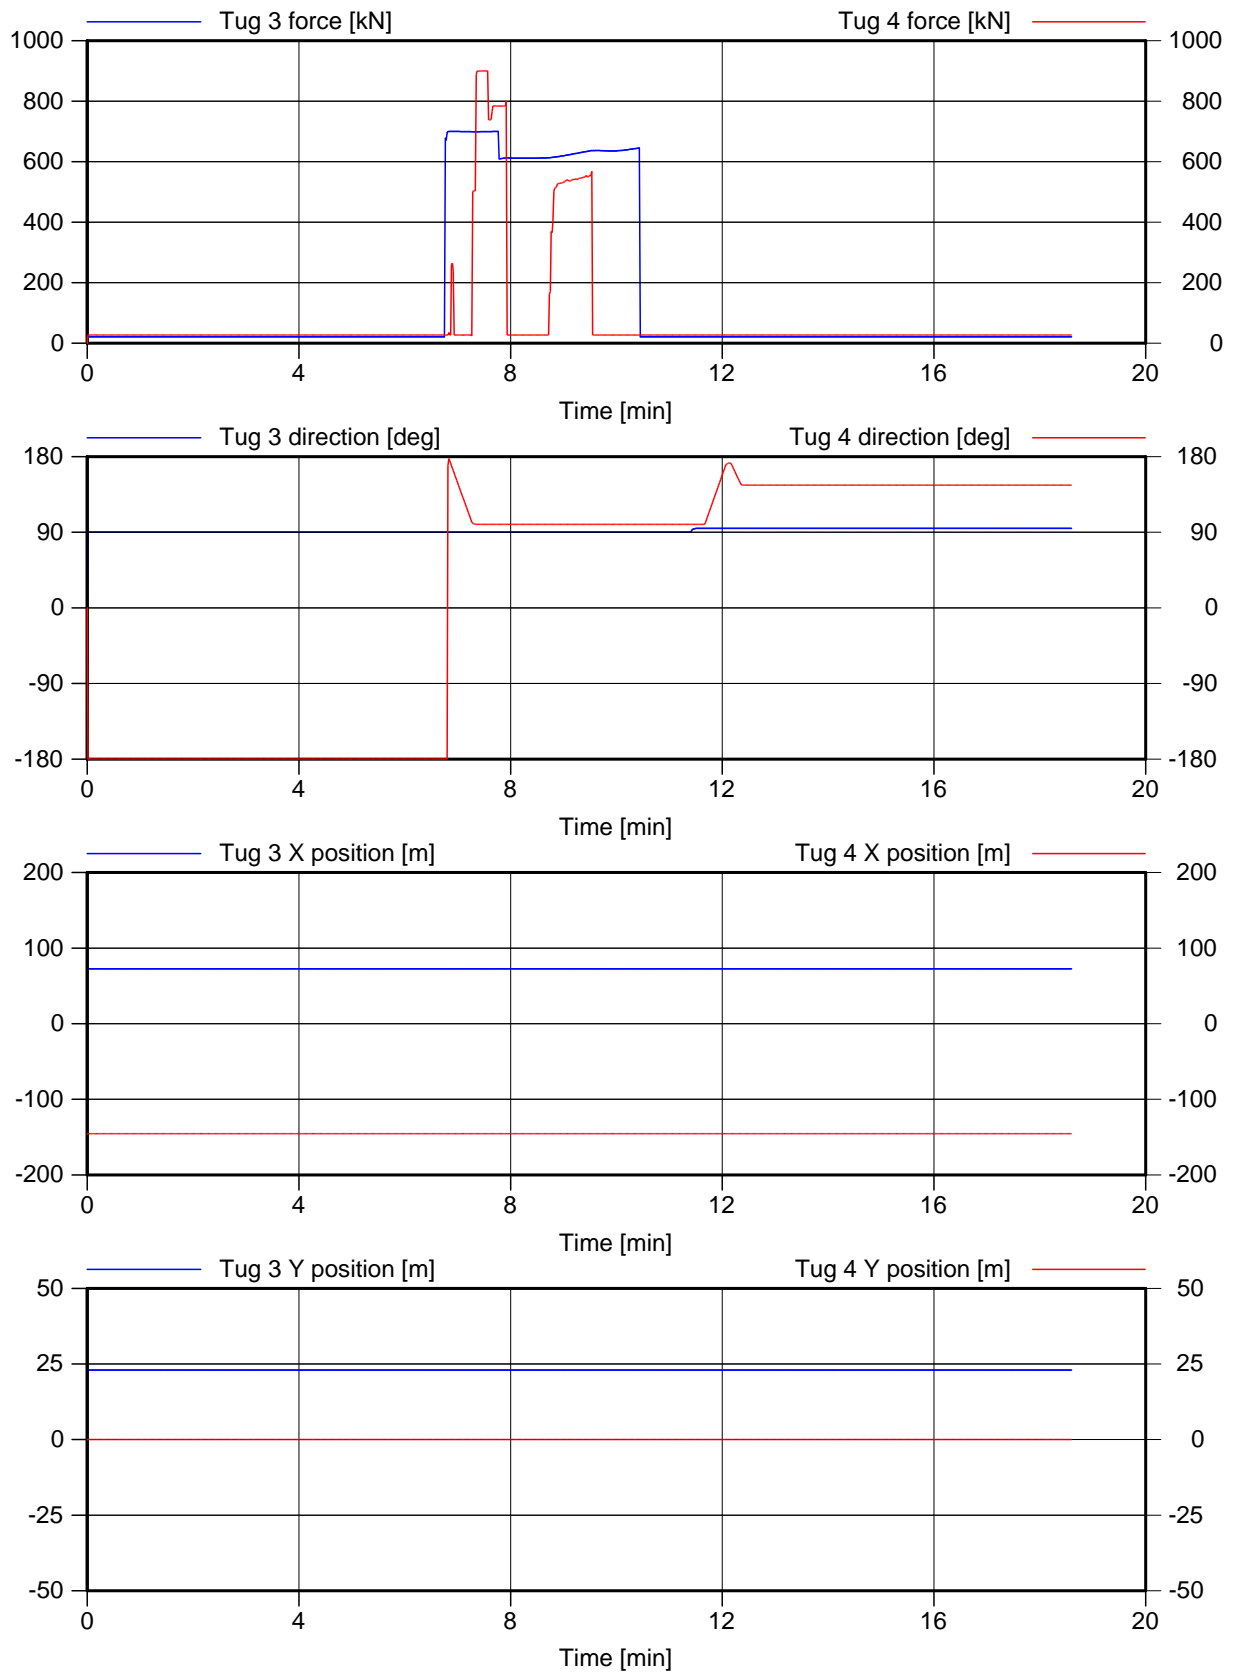 Tug 3 force [kN] Tug 4 force [kN]
1000 1000
800 800
600 600
400 400
200 200
0 0
0 4 8 12 16 20
Time [min]
Tug 3 direction [deg] Tug 4 direction [deg]
180 180
90 90
0 0
-90 -90
-180 -180
0 4 8 12 16 20
Time [min]
Tug 3 X position [m] Tug 4 X position [m]
200 200
100 100
0 0
-100 -100
-200 -200
0 4 8 12 16 20
Time [min]
Tug 3 Y position [m] Tug 4 Y position [m]
50 50
25 25
0 0
-25 -25
-50 -50
0 4 8 12 16 20
Time [min]